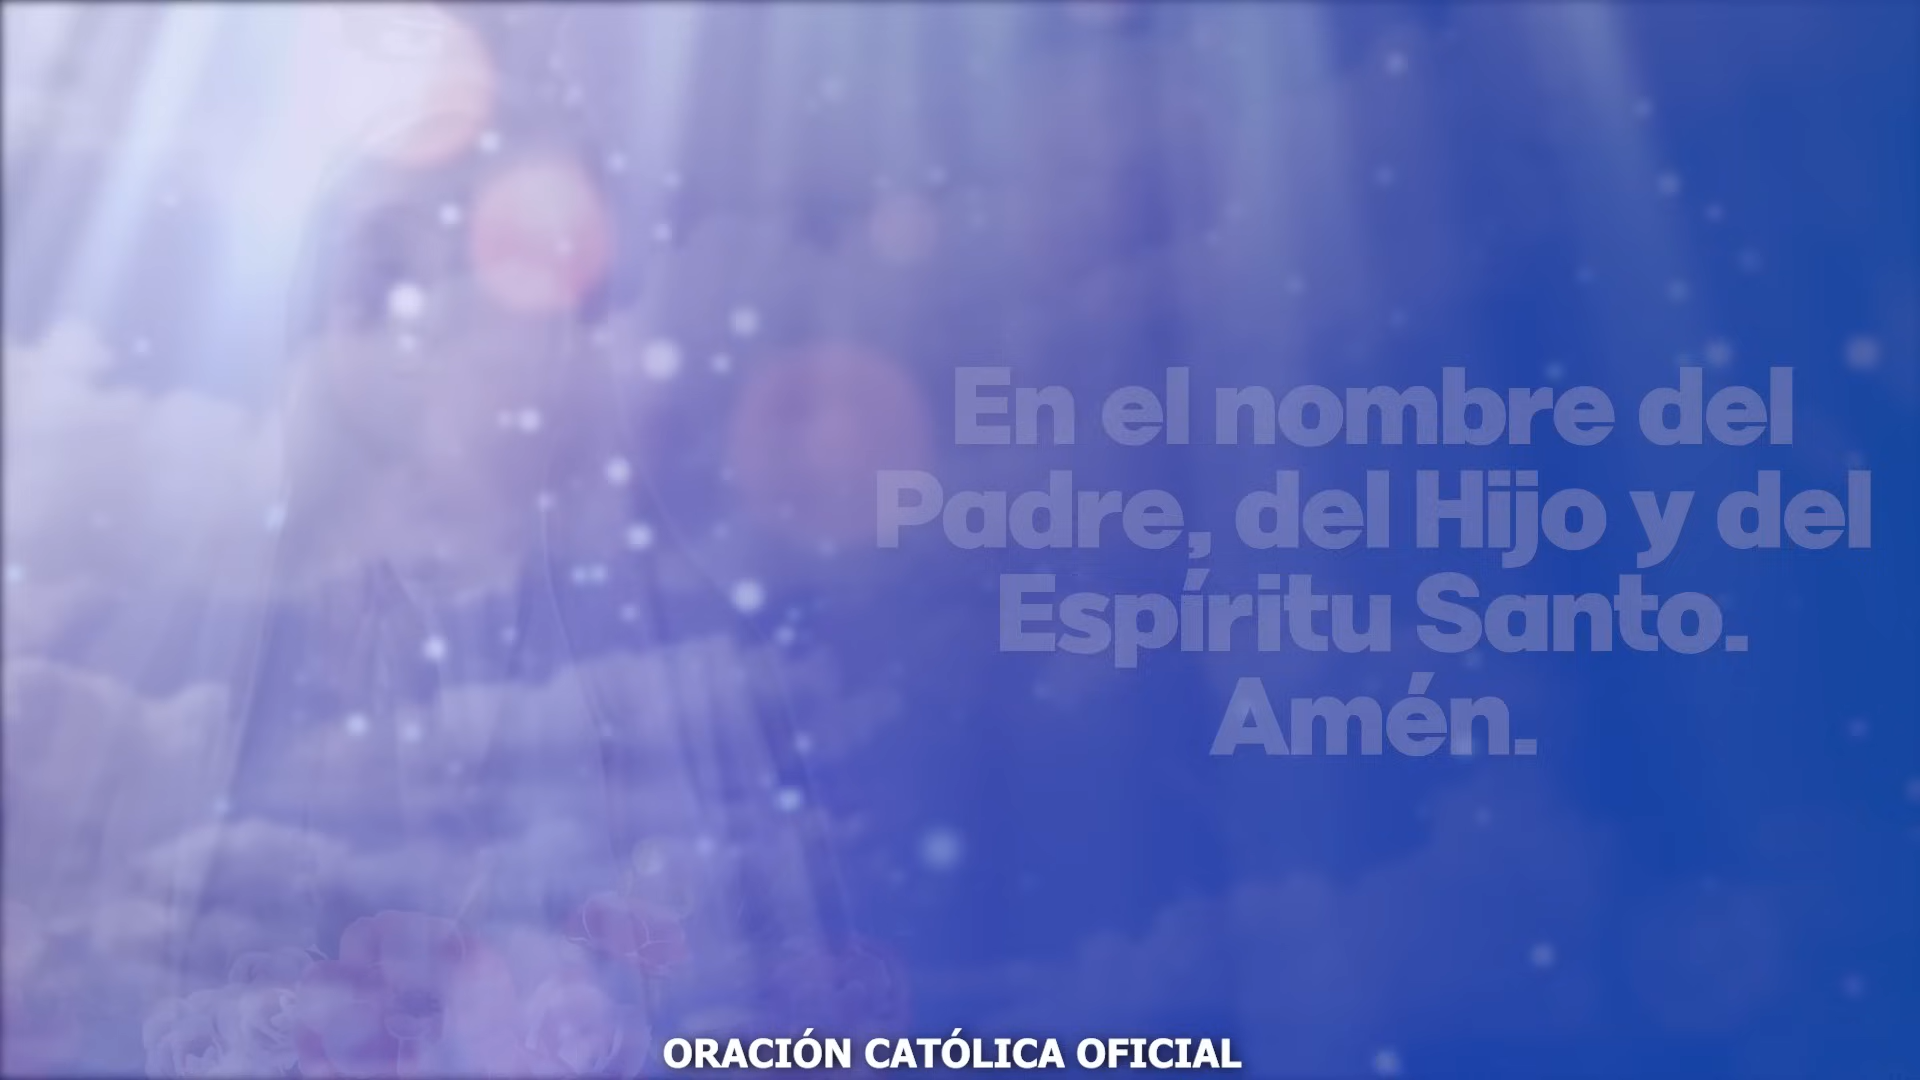 En el nombre del
Padre, del Hijo y del
Espíritu Santo.
Amén.
ORACIÓN CATÓLICA OFICIAL